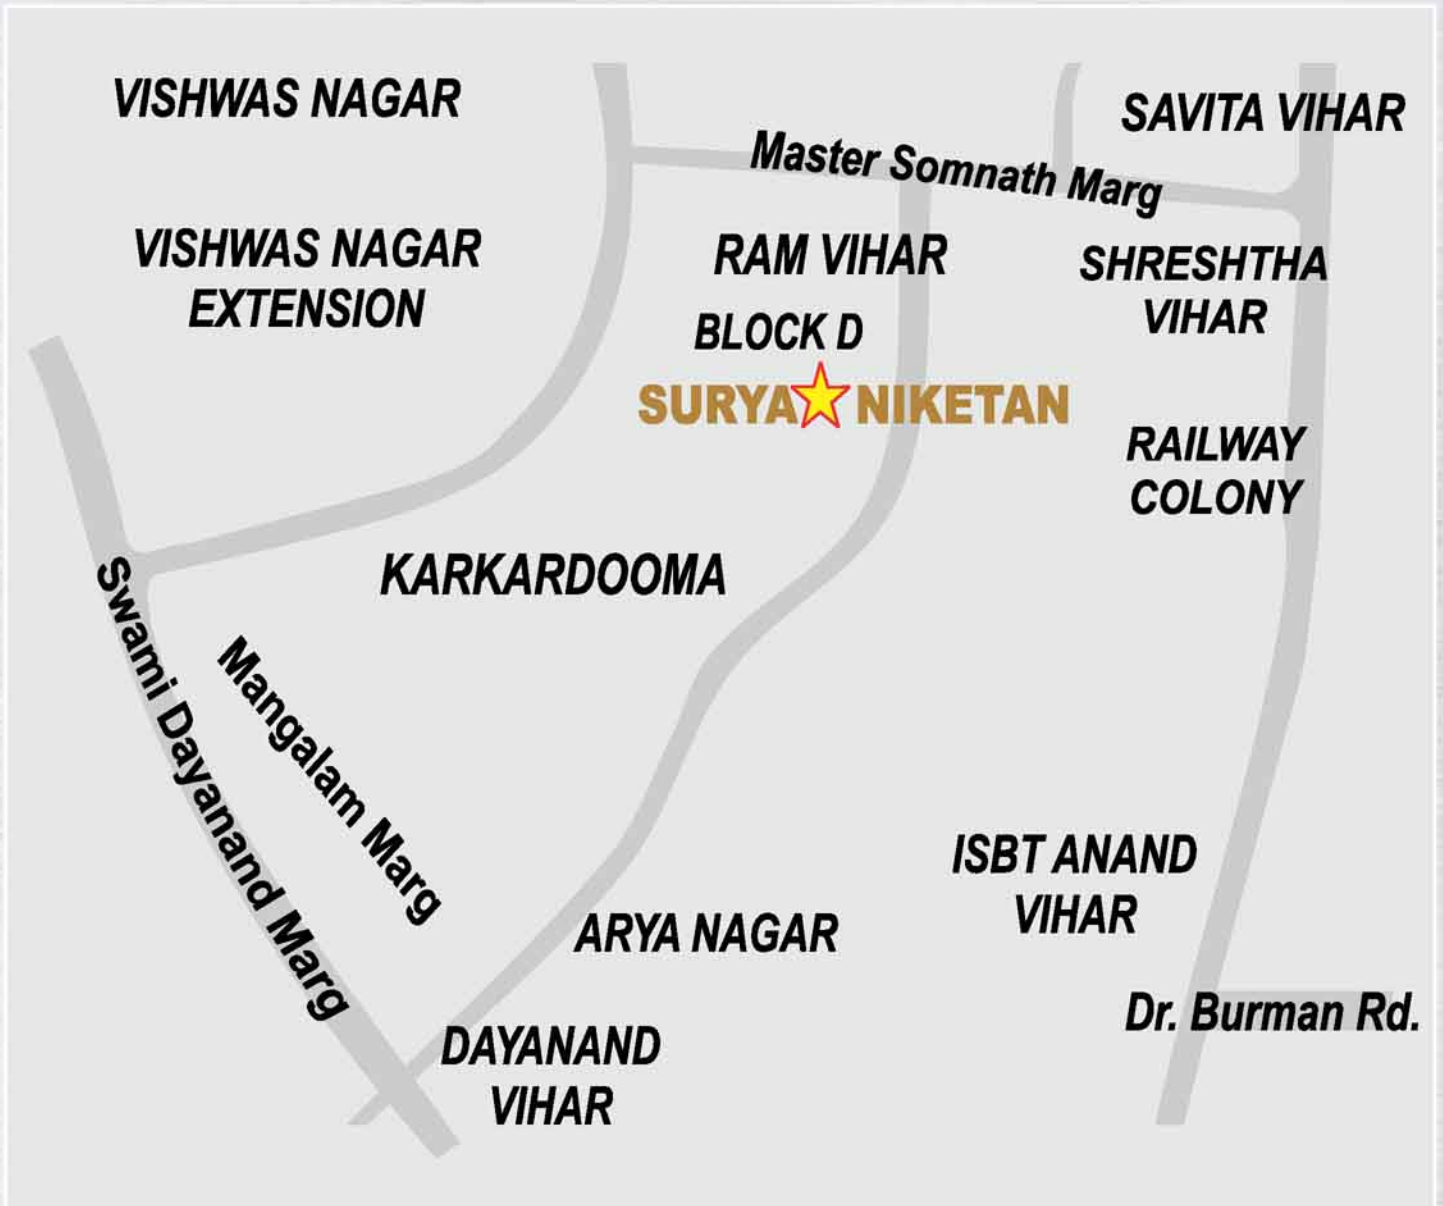 VISHWAS NAGAR
SAVITA VIHAR
Master Somnath Marg
VISHWAS NAGAR
EXTENSION
RAM VIHAR
SHRESHTHA
VIHAR
BLOCK D
SURYA NIKETAN
RAILWAY
COLONY
KARKARDOOMA
Swami Dayanand Marg
Mangalam Marg
ISBT ANAND
VIHAR
ARYA NAGAR
Dr. Burman Rd.
DAYANAND
VIHAR